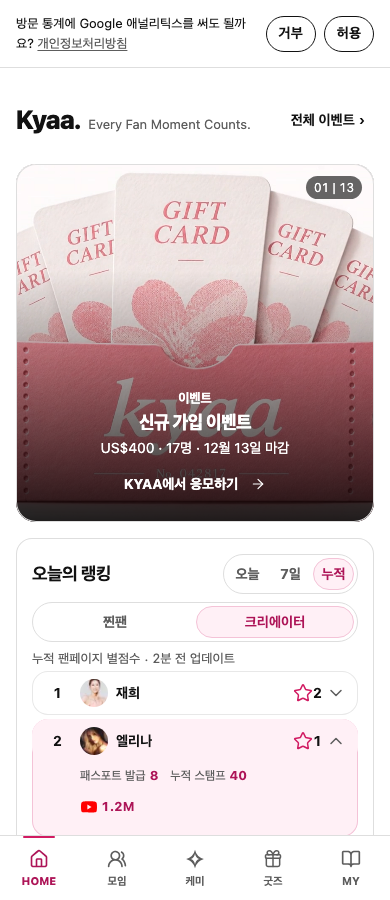 방문 통계에 Google 애널리틱스를 써도 될까
요? 개인정보처리방침
거부
허용
Kyaa. Every Fan Moment Counts.
전체 이벤트 ›
01 | 13
GIFT
CARD
GIFT
CARD
GIFT
CARD
kyaa
이벤트
신규 가입 이벤트
US$400 · 17명 · 12월 13일 마감
KYAA에서 응모하기 →
오늘의 랭킹
오늘 7일 누적
찐팬 크리에이터
누적 팬페이지 별점수 · 2분 전 업데이트
1 재희 2
2 엘리나 1
패스포트 발급 8 누적 스탬프 40
1.2M
HOME 모임 케미 굿즈 MY